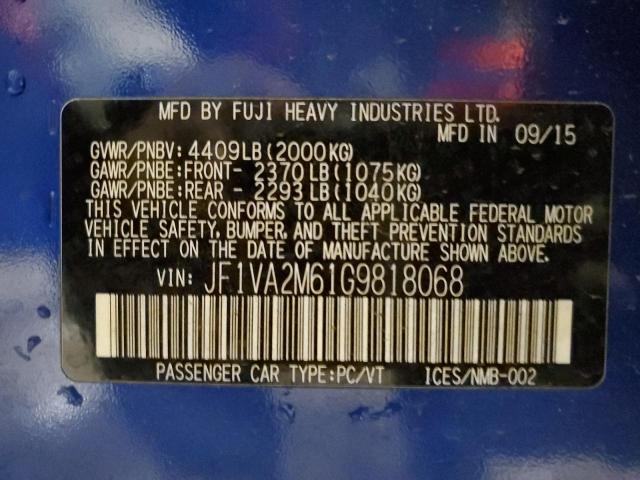 MFD BY FUJI HEAVY INDUSTRIES LTD.
MFD IN 09/15
GVWR/PNBV: 4409LB(2000KG)
GAWR/PNBE:FRONT- 2370LB(1075KG)
GAWR/PNBE:REAR - 2293LB(1040KG)
THIS VEHICLE CONFORMS TO ALL APPLICABLE FEDERAL MOTOR
VEHICLE SAFETY, BUMPER, AND THEFT PREVENTION STANDARDS
IN EFFECT ON THE DATE OF MANUFACTURE SHOWN ABOVE.
VIN: JF1VA2M61G9818068
PASSENGER CAR TYPE:PC/VT ICES/NMB-002